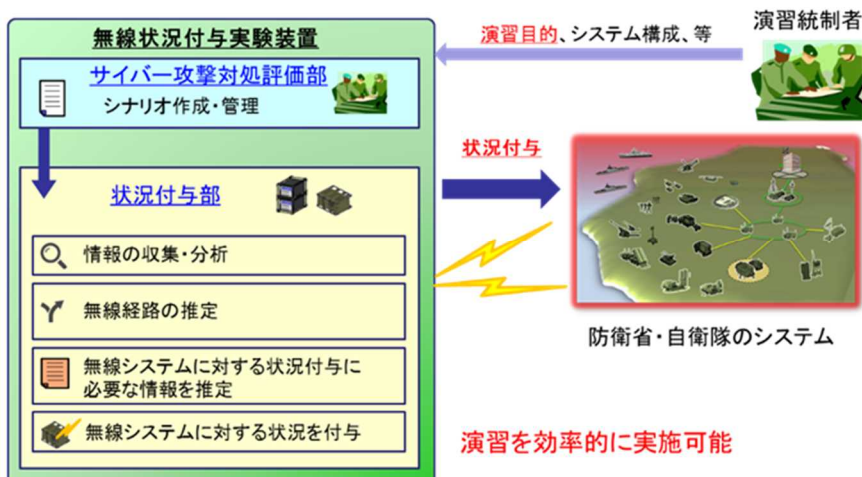 無線状況付与実験装置
サイバー攻撃対処評価部
シナリオ作成・管理
状況付与部
情報の収集・分析
無線経路の推定
無線システムに対する状況付与に
必要な情報を推定
無線システムに対する状況を付与
演習目的、システム構成、等
演習統制者
状況付与
防衛省・自衛隊のシステム
演習を効率的に実施可能